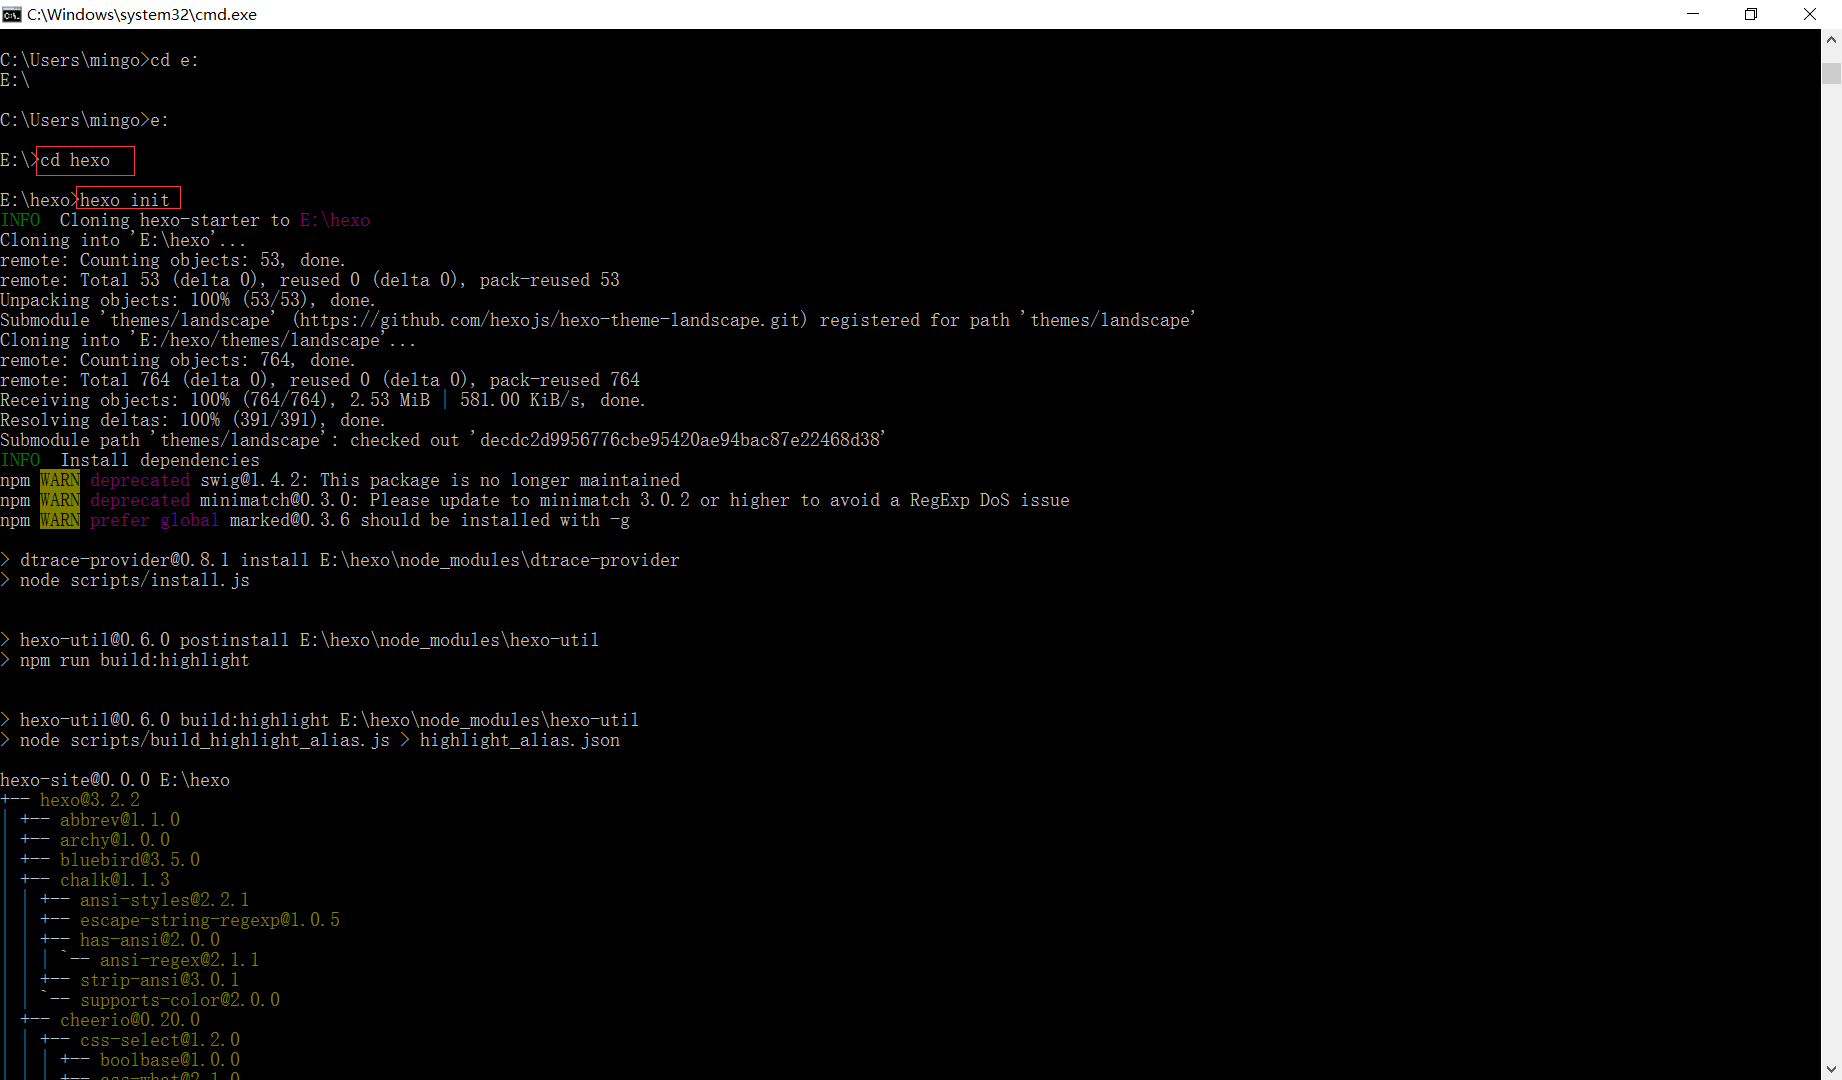 C:\Windows\system32\cmd.exe
C:\Users\mingo>cd e:
E:\
C:\Users\mingo>e:
E:\>cd hexo
E:\hexo>hexo init
INFO  Cloning hexo-starter to E:\hexo
Cloning into 'E:\hexo'...
remote: Counting objects: 53, done.
remote: Total 53 (delta 0), reused 0 (delta 0), pack-reused 53
Unpacking objects: 100% (53/53), done.
Submodule 'themes/landscape' (https://github.com/hexojs/hexo-theme-landscape.git) registered for path 'themes/landscape'
Cloning into 'E:/hexo/themes/landscape'...
remote: Counting objects: 764, done.
remote: Total 764 (delta 0), reused 0 (delta 0), pack-reused 764
Receiving objects: 100% (764/764), 2.53 MiB | 581.00 KiB/s, done.
Resolving deltas: 100% (391/391), done.
Submodule path 'themes/landscape': checked out 'decdc2d9956776cbe95420ae94bac87e22468d38'
INFO  Install dependencies
npm WARN deprecated swig@1.4.2: This package is no longer maintained
npm WARN deprecated minimatch@0.3.0: Please update to minimatch 3.0.2 or higher to avoid a RegExp DoS issue
npm WARN prefer global marked@0.3.6 should be installed with -g
> dtrace-provider@0.8.1 install E:\hexo\node_modules\dtrace-provider
> node scripts/install.js
> hexo-util@0.6.0 postinstall E:\hexo\node_modules\hexo-util
> npm run build:highlight
> hexo-util@0.6.0 build:highlight E:\hexo\node_modules\hexo-util
> node scripts/build_highlight_alias.js > highlight_alias.json
hexo-site@0.0.0 E:\hexo
+-- hexo@3.2.2
| +-- abbrev@1.1.0
| +-- archy@1.0.0
| +-- bluebird@3.5.0
| +-- chalk@1.1.3
| | +-- ansi-styles@2.2.1
| | +-- escape-string-regexp@1.0.5
| | +-- has-ansi@2.0.0
| | | `-- ansi-regex@2.1.1
| | +-- strip-ansi@3.0.1
| | `-- supports-color@2.0.0
| +-- cheerio@0.20.0
| | +-- css-select@1.2.0
| | | +-- boolbase@1.0.0
| | | +-- css-what@2.1.0